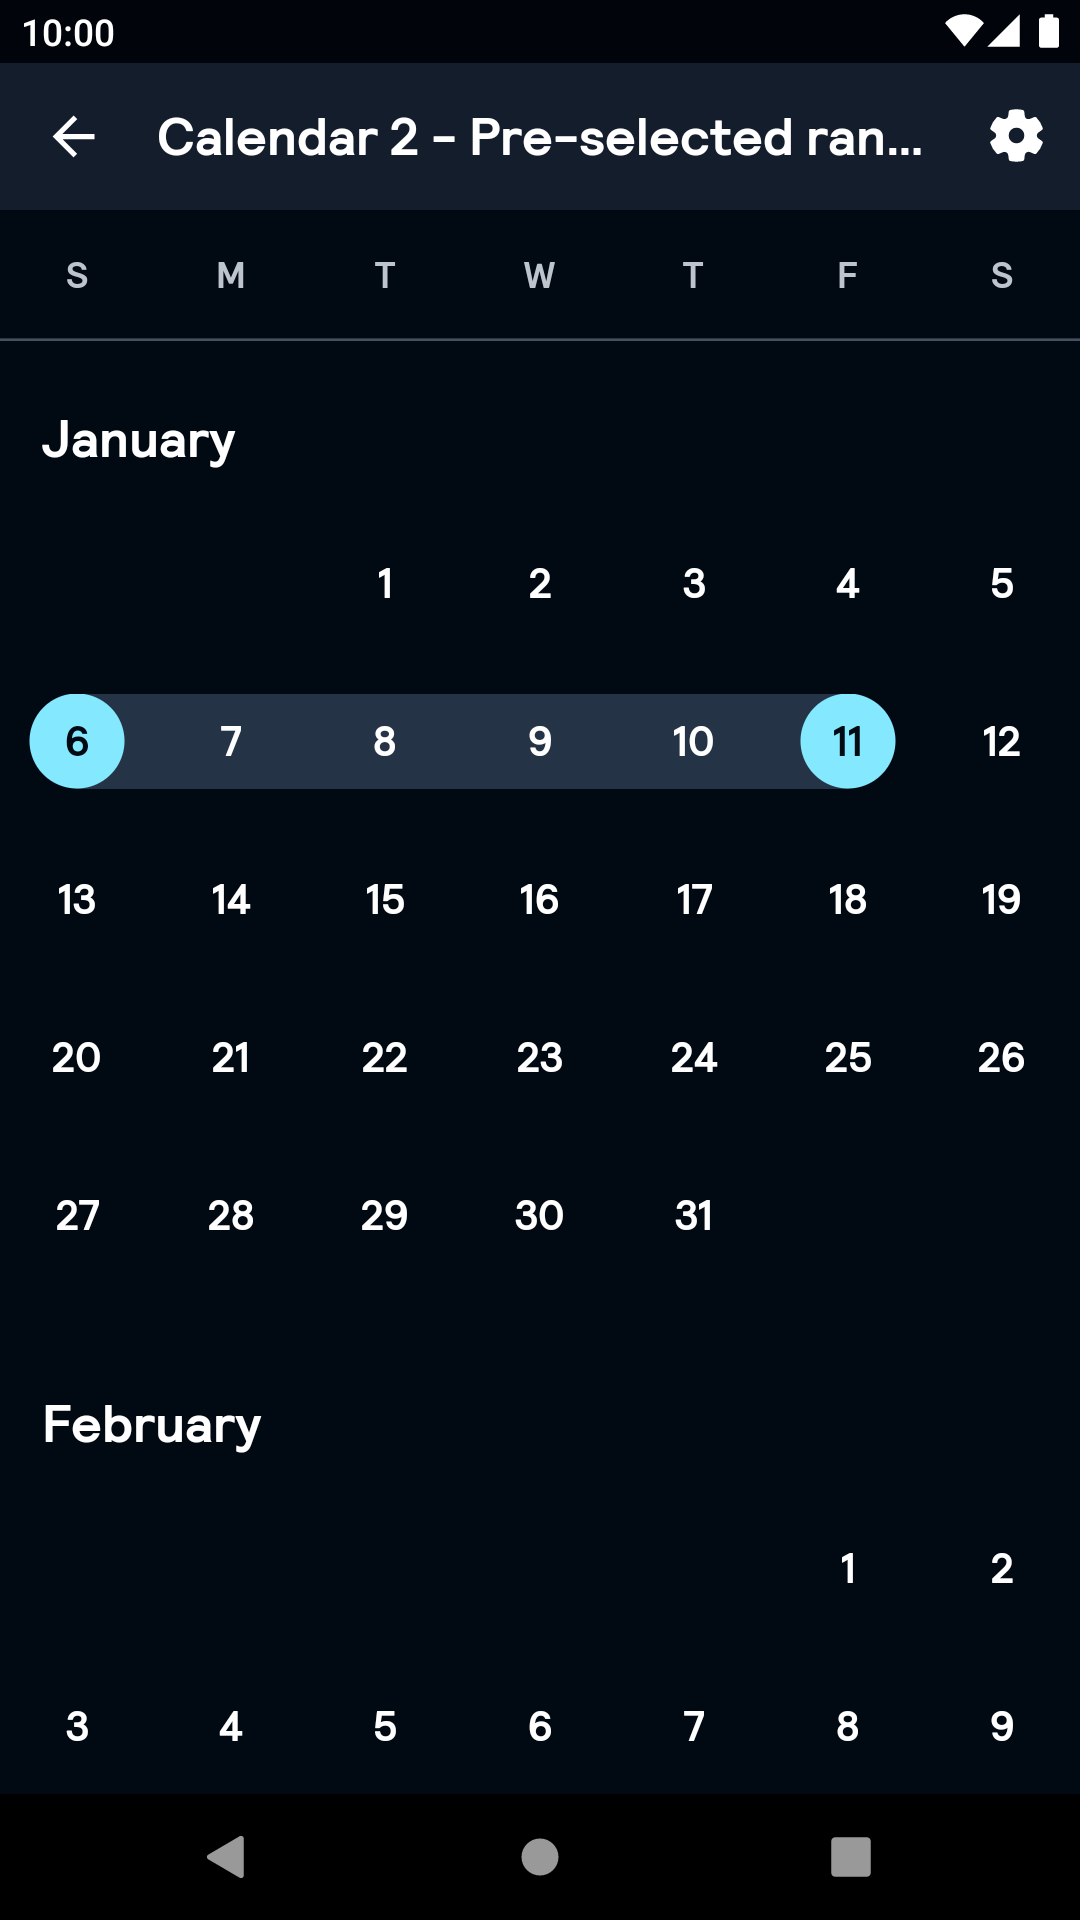 10:00
Calendar 2 - Pre-selected ran...
S M T W T F S
January
1 2 3 4 5
6 7 8 9 10 11 12
13 14 15 16 17 18 19
20 21 22 23 24 25 26
27 28 29 30 31
February
1 2
3 4 5 6 7 8 9